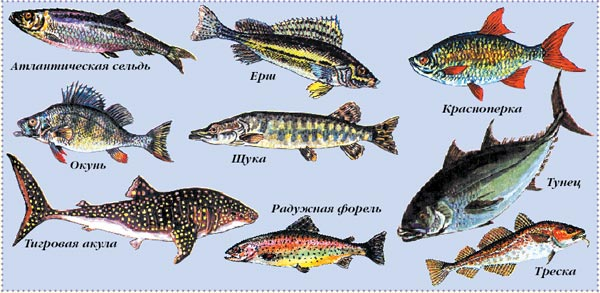 Атлантическая сельдь
Ерш
Красноперка
Окунь
Щука
Тунец
Тигровая акула
Радужная форель
Треска